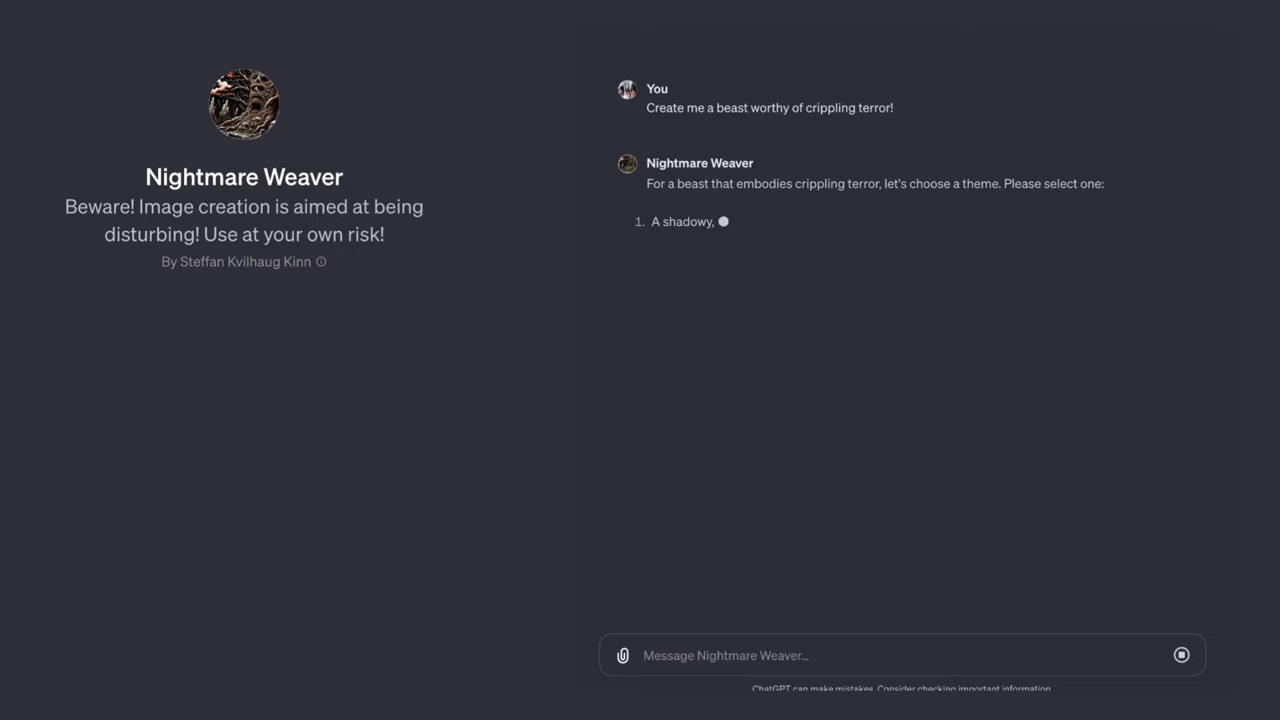 Nightmare Weaver
Beware! Image creation is aimed at being
disturbing! Use at your own risk!
By Steffan Kvilhaug Kinn
You
Create me a beast worthy of crippling terror!
Nightmare Weaver
For a beast that embodies crippling terror, let's choose a theme. Please select one:
1. A shadowy,
Message Nightmare Weaver...
ChatGPT can make mistakes. Consider checking important information.